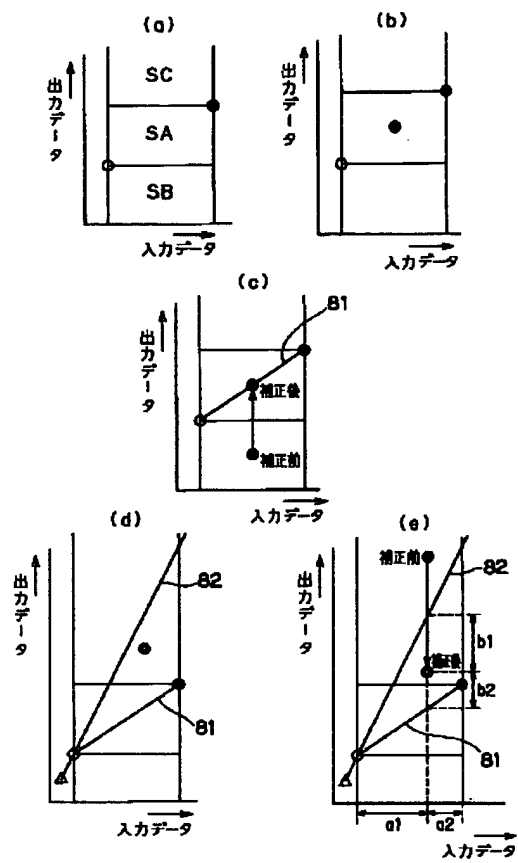 (a)
出力データ
SC
SA
SB
入力データ
(b)
出力データ
入力データ
(c)
出力データ
81
補正後
補正前
入力データ
(d)
出力データ
82
81
入力データ
(e)
出力データ
補正前
82
b1
補正後
b2
81
a1
a2
入力データ